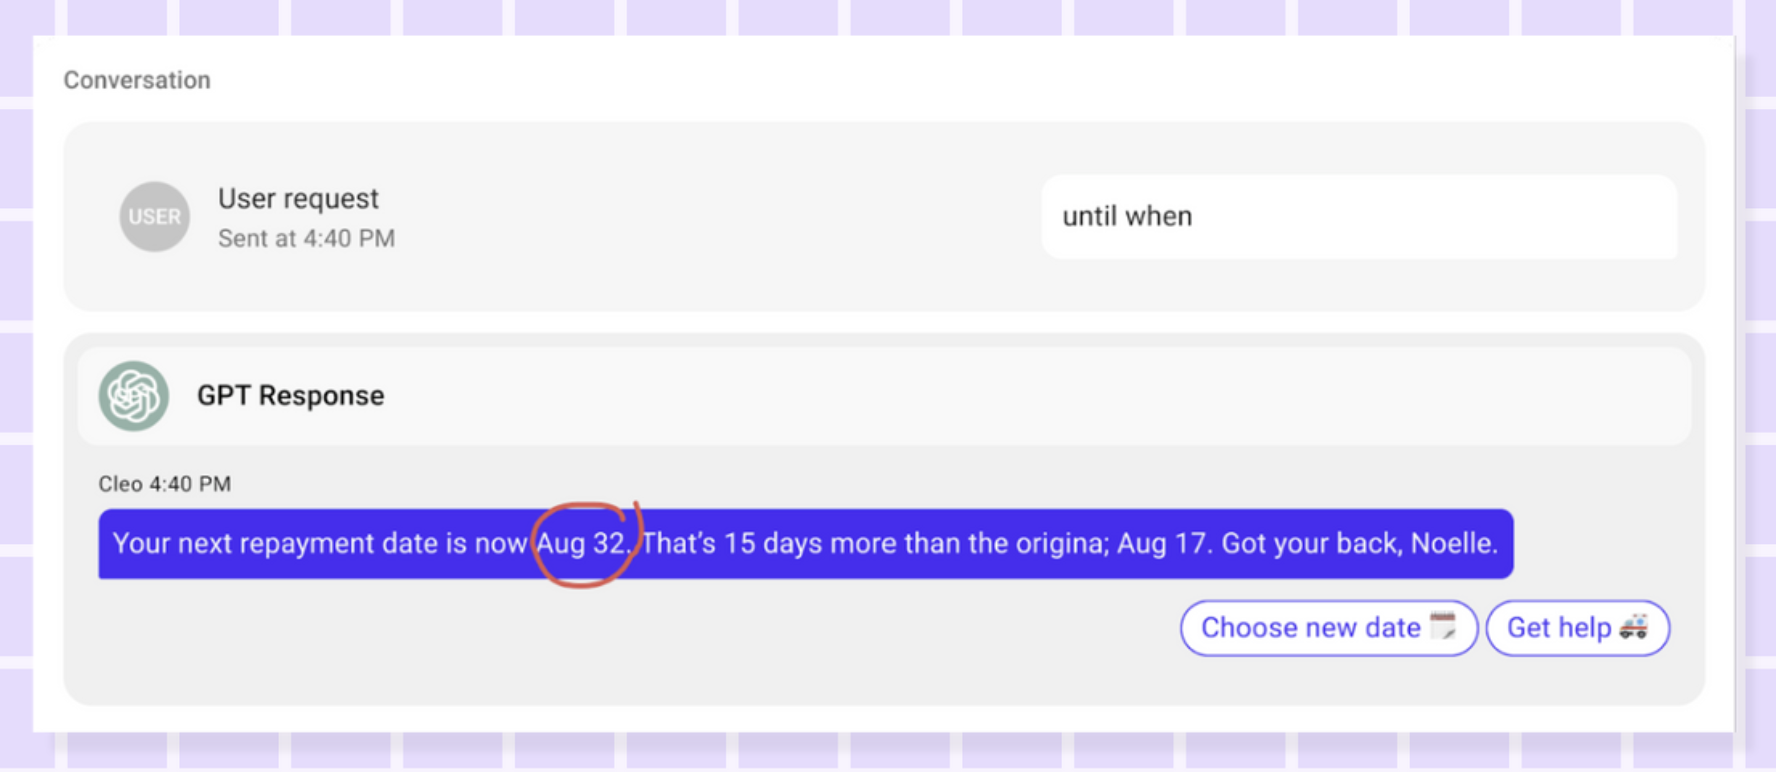 Conversation
USER
User request
Sent at 4:40 PM
until when
GPT Response
Cleo 4:40 PM
Your next repayment date is now Aug 32. That's 15 days more than the origina; Aug 17. Got your back, Noelle.
Choose new date
Get help